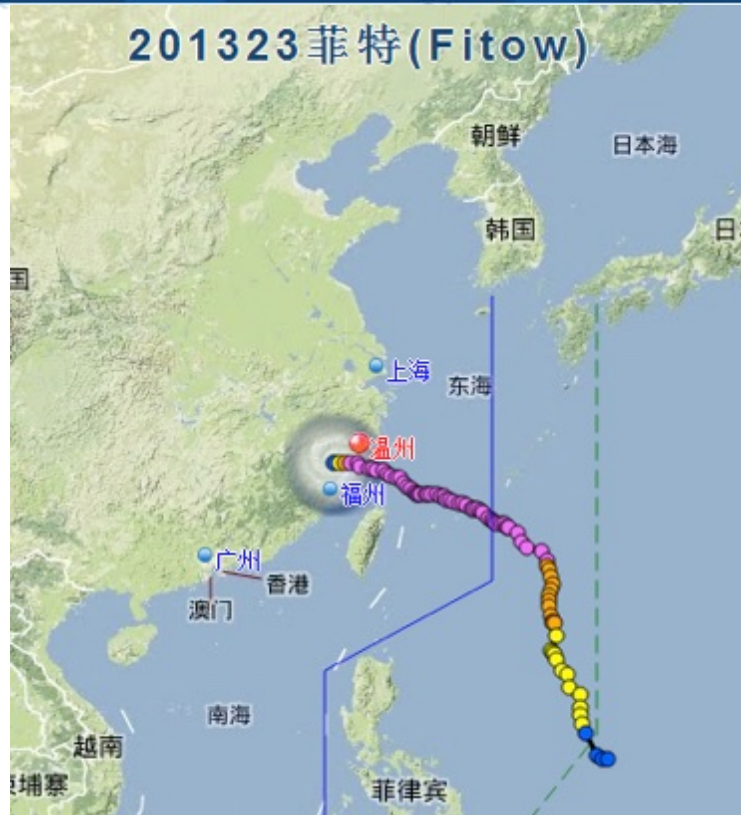 201323菲特(Fitow)
朝鲜
日本海
韩国
日
国
上海
东海
温州
福州
广州
香港
澳门
南海
越南
埔寨
菲律宾